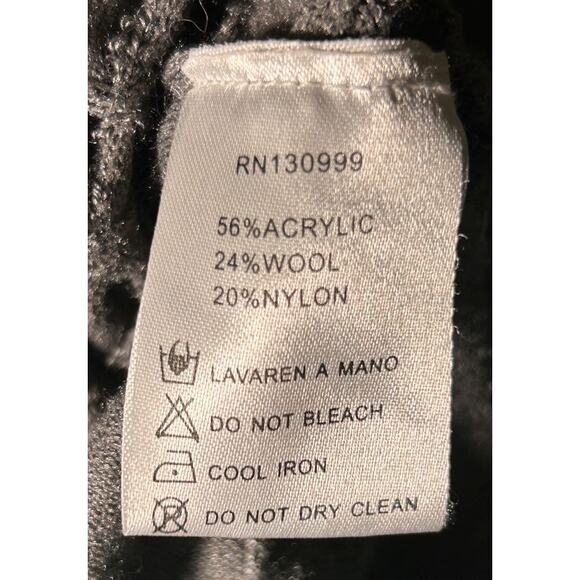 RN130999
56%ACRYLIC
24%WOOL
20%NYLON
LAVAREN A MANO
DO NOT BLEACH
COOL IRON
DO NOT DRY CLEAN